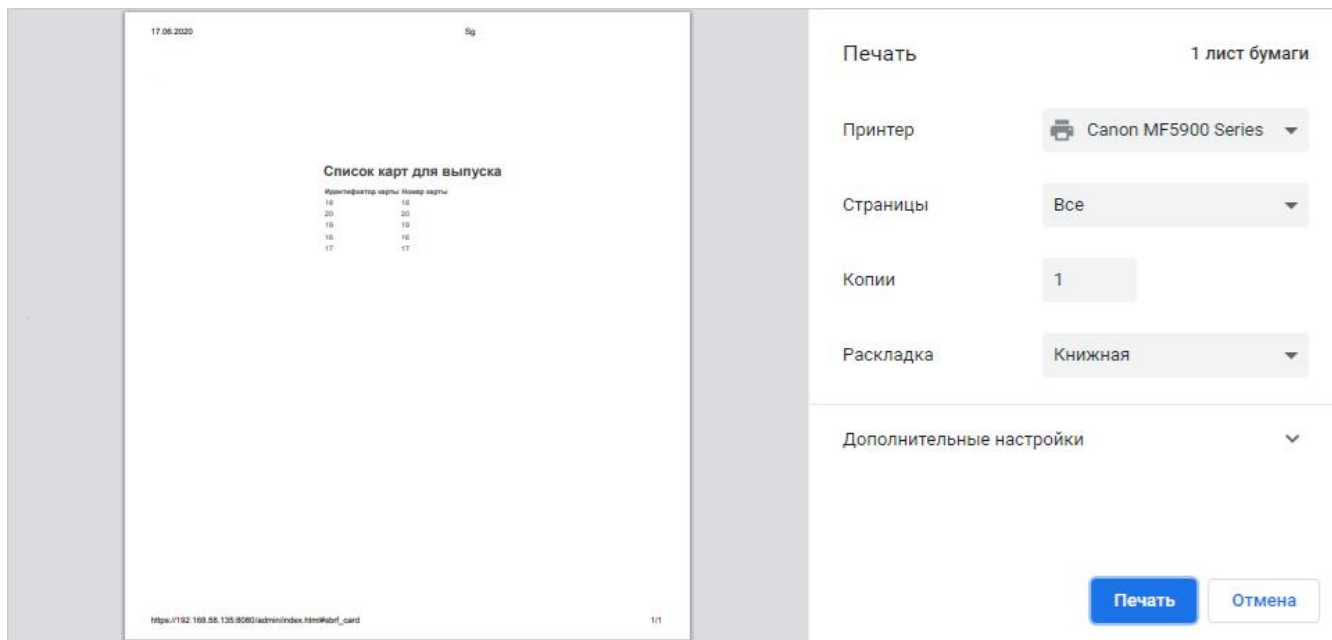 17.06.2020 Sg
Список карт для выпуска
Идентефкатор карты Номер карты
18 18
20 20
19 19
16 16
17 17
https://192.168.58.135:8080/admin/index.html#sbrf_card 1/1
Печать 1 лист бумаги
Принтер Canon MF5900 Series
Страницы Все
Копии 1
Раскладка Книжная
Дополнительные настройки
Печать Отмена